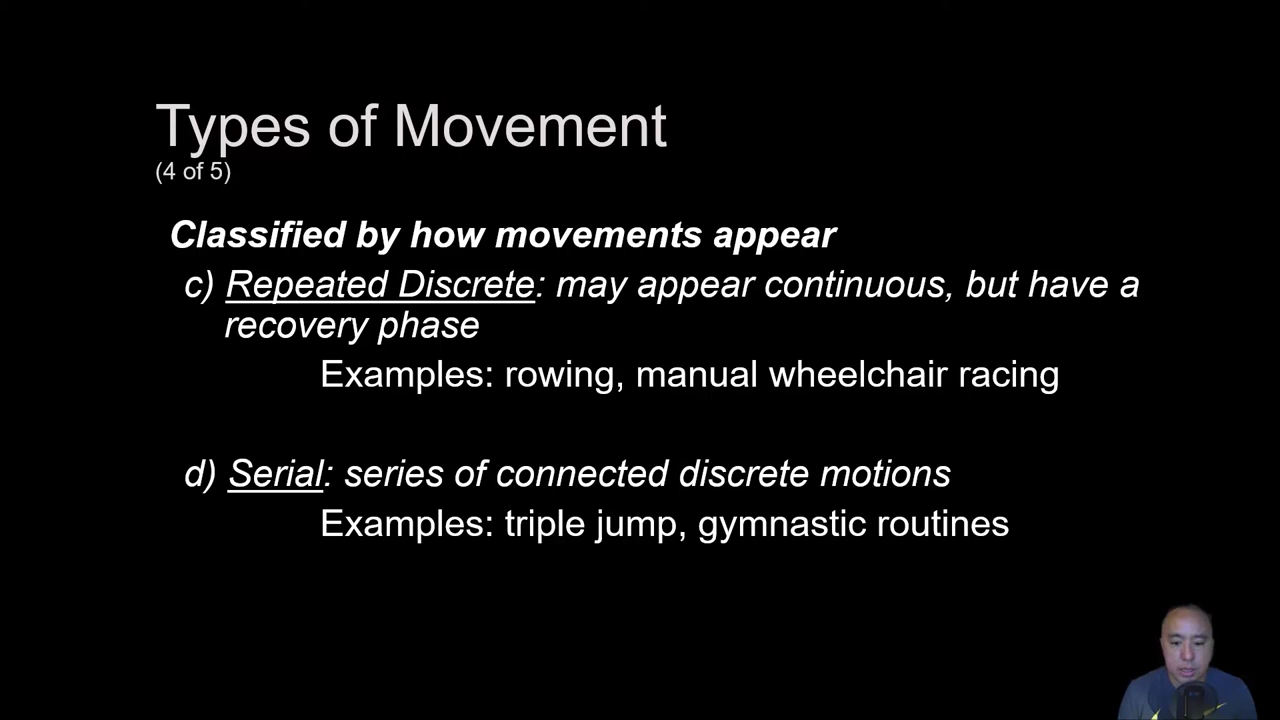 Types of Movement
(4 of 5)
Classified by how movements appear
c) Repeated Discrete: may appear continuous, but have a
recovery phase
Examples: rowing, manual wheelchair racing
d) Serial: series of connected discrete motions
Examples: triple jump, gymnastic routines